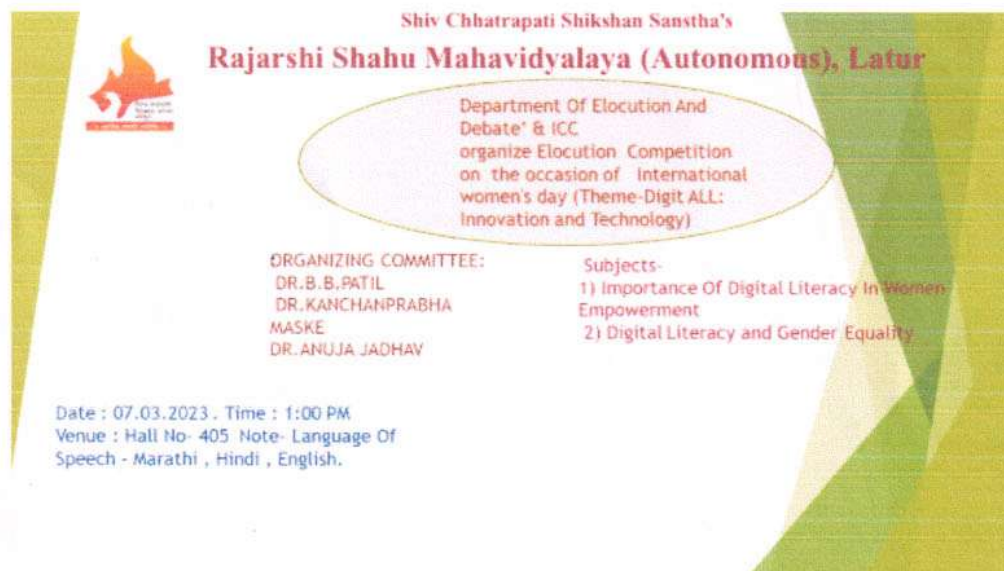 Shiv Chhatrapati Shikshan Sanstha's
Rajarshi Shahu Mahavidyalaya (Autonomous), Latur
Department Of Elocution And
Debate' & ICC
organize Elocution Competition
on the occasion of International
women's day (Theme-Digit ALL:
Innovation and Technology)
ORGANIZING COMMITTEE:
DR.B.B.PATIL
DR.KANCHANPRABHA
MASKE
DR.ANUJA JADHAV
Subjects-
1) Importance Of Digital Literacy In Women
Empowerment
2) Digital Literacy and Gender Equality
Date : 07.03.2023 . Time : 1:00 PM
Venue : Hall No- 405 Note- Language Of
Speech - Marathi , Hindi , English.